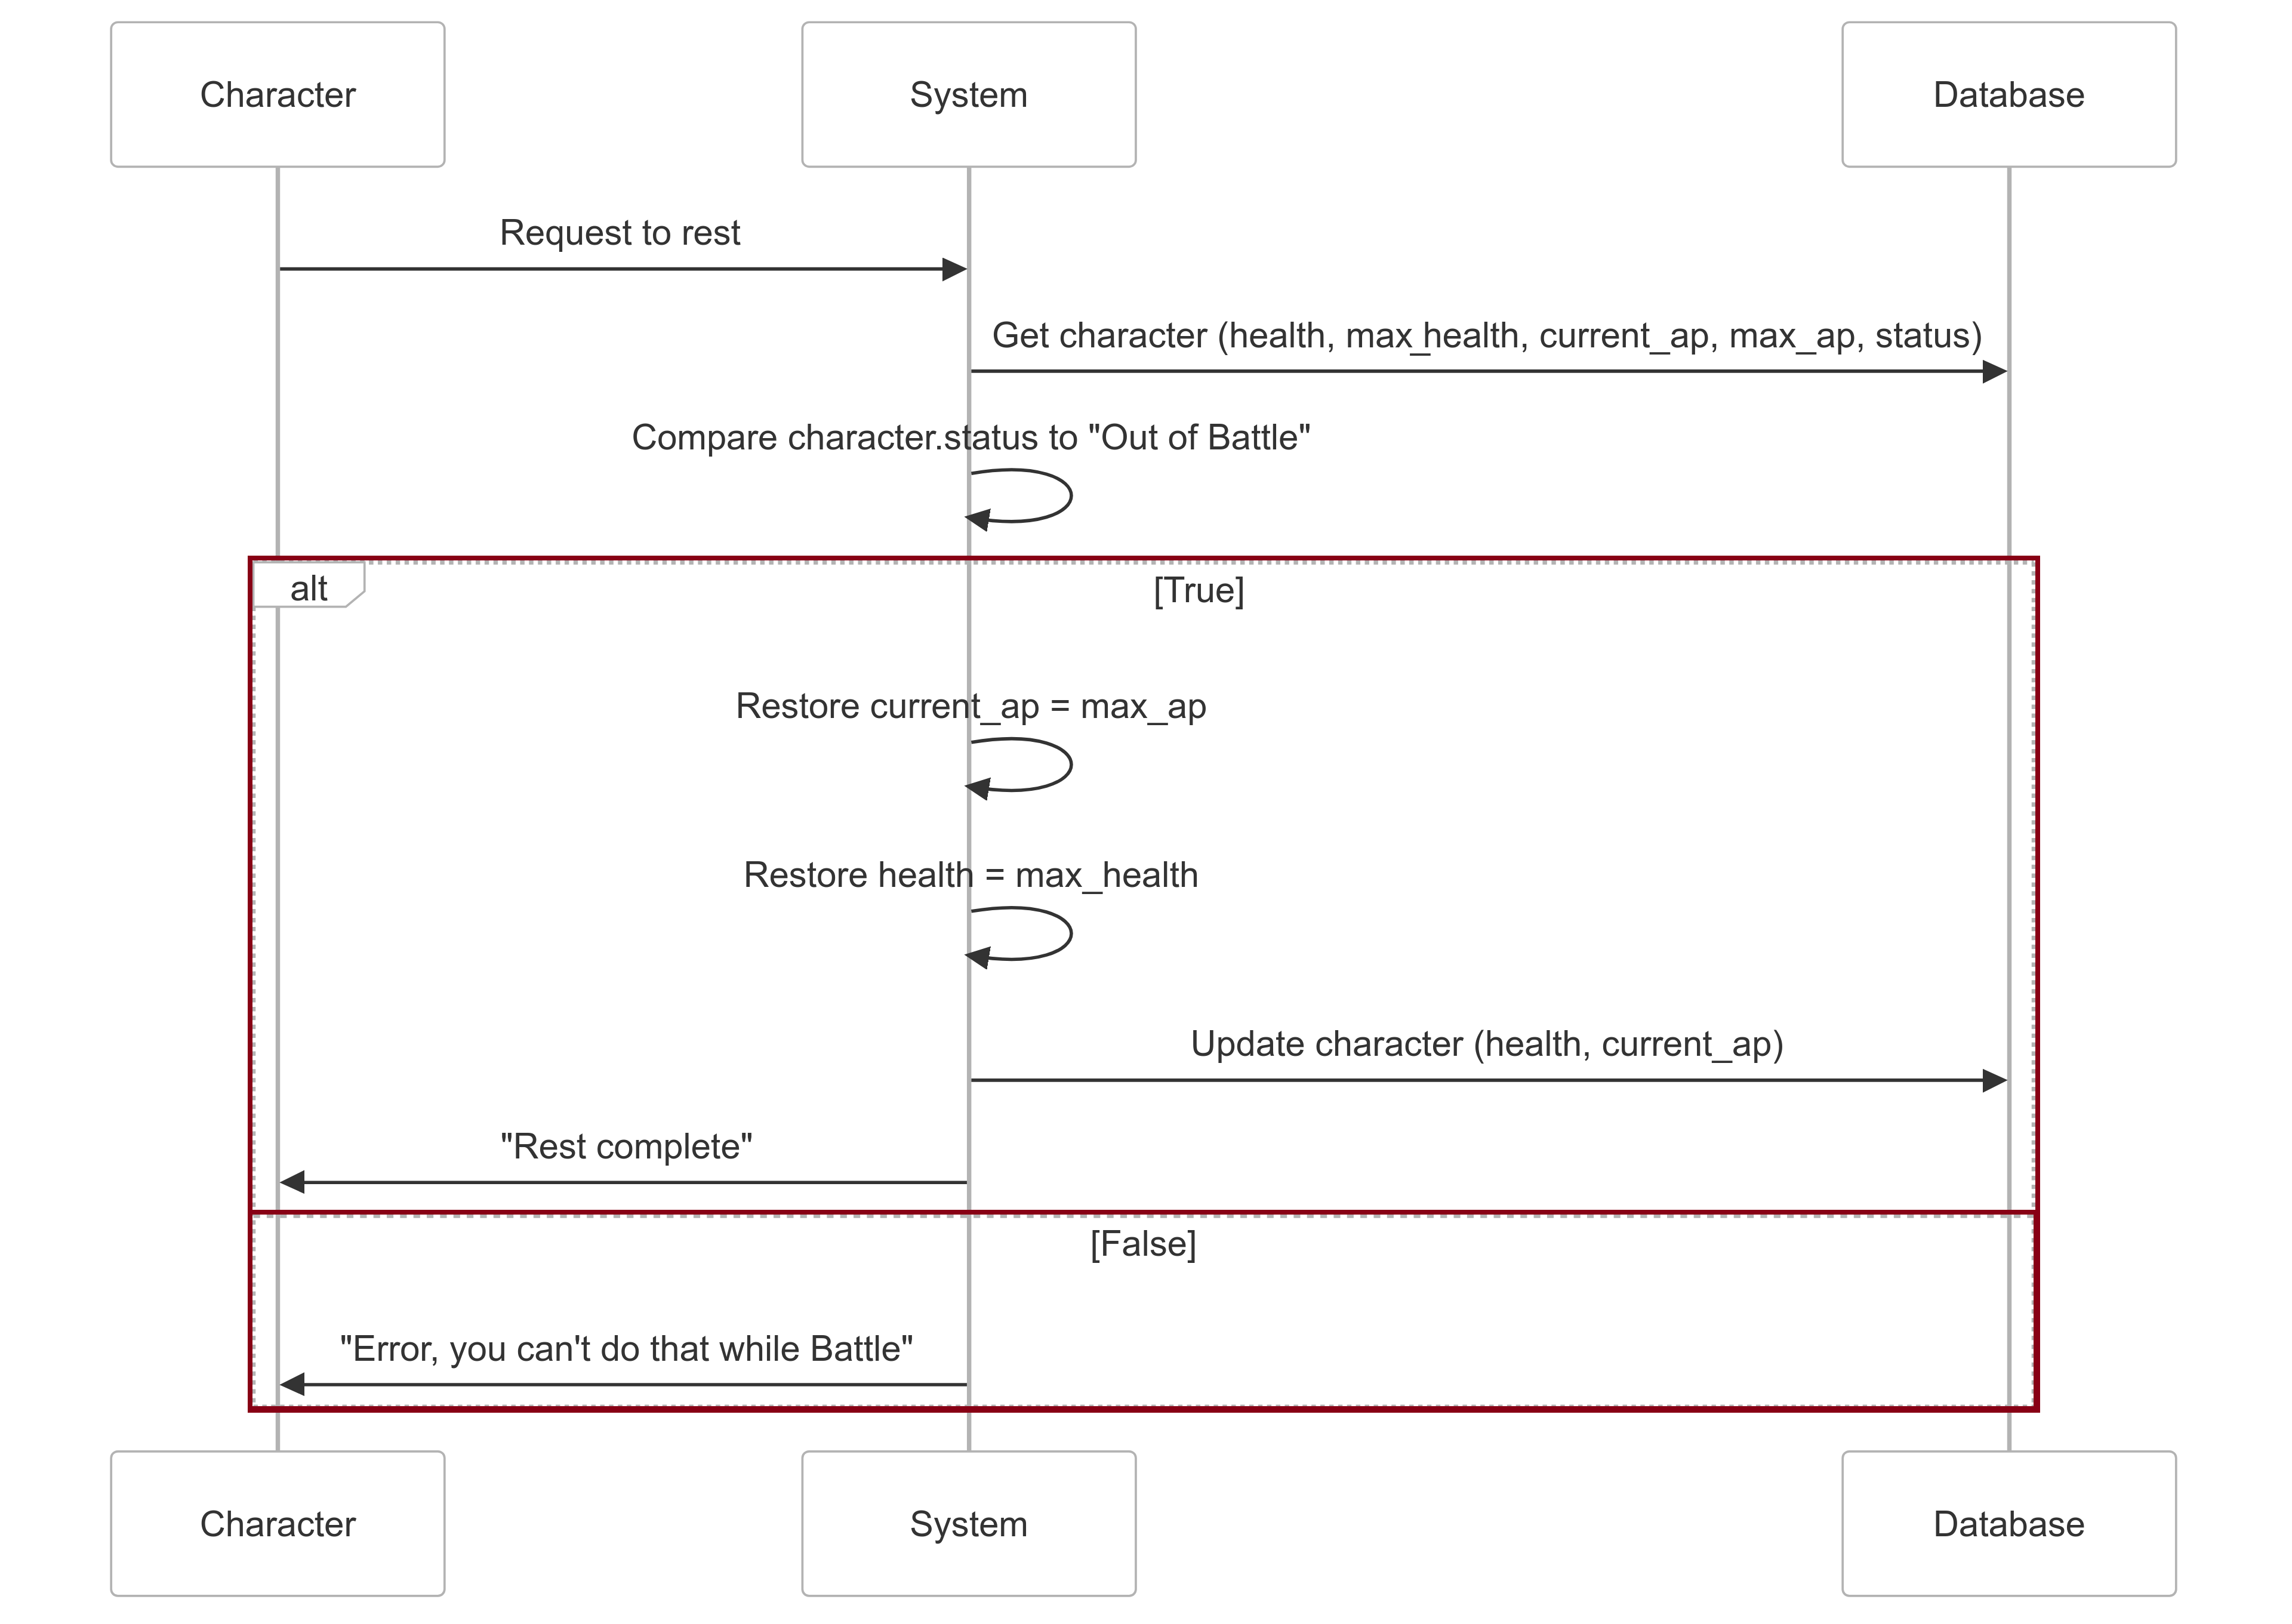 Character
System
Database
Request to rest
Get character (health, max_health, current_ap, max_ap, status)
Compare character.status to "Out of Battle"
alt
[True]
Restore current_ap = max_ap
Restore health = max_health
Update character (health, current_ap)
"Rest complete"
[False]
"Error, you can't do that while Battle"
Character
System
Database